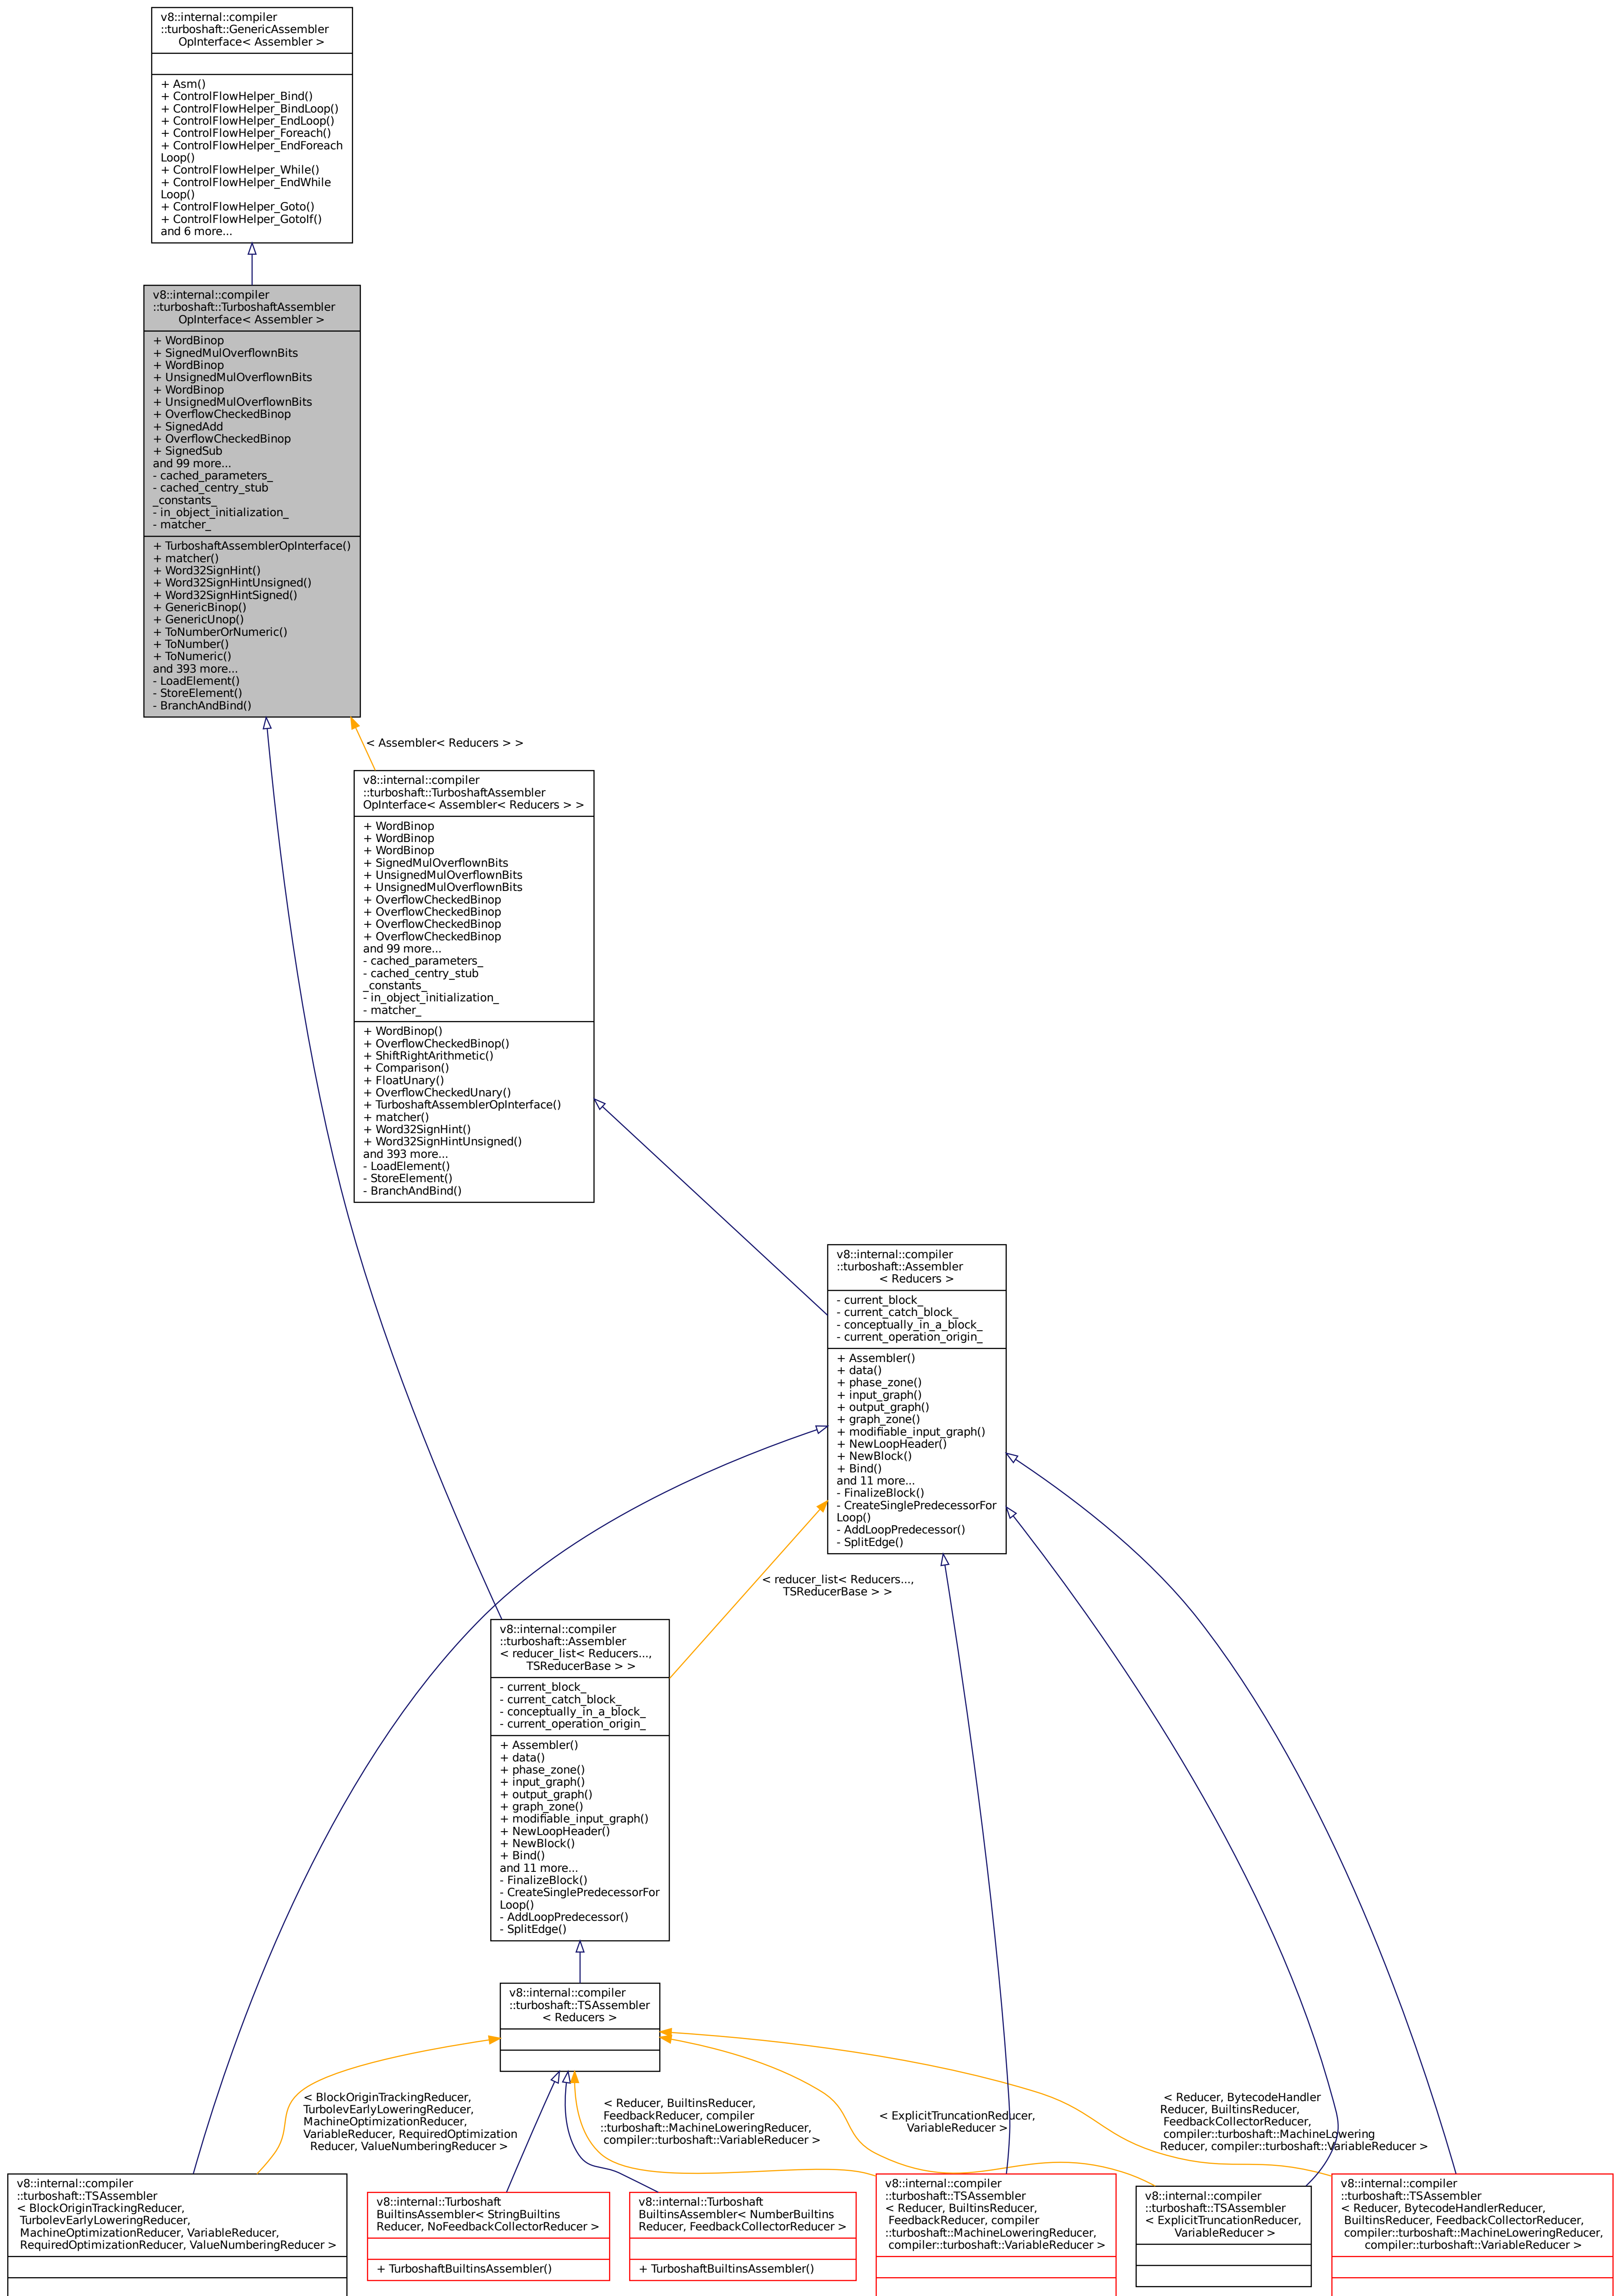 v8::internal::compiler
::turboshaft::GenericAssembler
OpInterface< Assembler >
+ Asm()
+ ControlFlowHelper_Bind()
+ ControlFlowHelper_BindLoop()
+ ControlFlowHelper_EndLoop()
+ ControlFlowHelper_Foreach()
+ ControlFlowHelper_EndForeach
Loop()
+ ControlFlowHelper_While()
+ ControlFlowHelper_EndWhile
Loop()
+ ControlFlowHelper_Goto()
+ ControlFlowHelper_GotoIf()
and 6 more...
v8::internal::compiler
::turboshaft::TurboshaftAssembler
OpInterface< Assembler >
+ WordBinop
+ SignedMulOverflownBits
+ WordBinop
+ UnsignedMulOverflownBits
+ WordBinop
+ UnsignedMulOverflownBits
+ OverflowCheckedBinop
+ SignedAdd
+ OverflowCheckedBinop
+ SignedSub
and 99 more...
- cached_parameters_
- cached_centry_stub
_constants_
- in_object_initialization_
- matcher_
+ TurboshaftAssemblerOpInterface()
+ matcher()
+ Word32SignHint()
+ Word32SignHintUnsigned()
+ Word32SignHintSigned()
+ GenericBinop()
+ GenericUnop()
+ ToNumberOrNumeric()
+ ToNumber()
+ ToNumeric()
and 393 more...
- LoadElement()
- StoreElement()
- BranchAndBind()
< Assembler< Reducers > >
v8::internal::compiler
::turboshaft::TurboshaftAssembler
OpInterface< Assembler< Reducers > >
+ WordBinop
+ WordBinop
+ WordBinop
+ SignedMulOverflownBits
+ UnsignedMulOverflownBits
+ UnsignedMulOverflownBits
+ OverflowCheckedBinop
+ OverflowCheckedBinop
+ OverflowCheckedBinop
+ OverflowCheckedBinop
and 99 more...
- cached_parameters_
- cached_centry_stub
_constants_
- in_object_initialization_
- matcher_
+ WordBinop()
+ OverflowCheckedBinop()
+ ShiftRightArithmetic()
+ Comparison()
+ FloatUnary()
+ OverflowCheckedUnary()
+ TurboshaftAssemblerOpInterface()
+ matcher()
+ Word32SignHint()
+ Word32SignHintUnsigned()
and 393 more...
- LoadElement()
- StoreElement()
- BranchAndBind()
v8::internal::compiler
::turboshaft::Assembler
< Reducers >
- current_block_
- current_catch_block_
- conceptually_in_a_block_
- current_operation_origin_
+ Assembler()
+ data()
+ phase_zone()
+ input_graph()
+ output_graph()
+ graph_zone()
+ modifiable_input_graph()
+ NewLoopHeader()
+ NewBlock()
+ Bind()
and 11 more...
- FinalizeBlock()
- CreateSinglePredecessorFor
Loop()
- AddLoopPredecessor()
- SplitEdge()
< reducer_list< Reducers...,
TSReducerBase > >
v8::internal::compiler
::turboshaft::Assembler
< reducer_list< Reducers...,
TSReducerBase > >
- current_block_
- current_catch_block_
- conceptually_in_a_block_
- current_operation_origin_
+ Assembler()
+ data()
+ phase_zone()
+ input_graph()
+ output_graph()
+ graph_zone()
+ modifiable_input_graph()
+ NewLoopHeader()
+ NewBlock()
+ Bind()
and 11 more...
- FinalizeBlock()
- CreateSinglePredecessorFor
Loop()
- AddLoopPredecessor()
- SplitEdge()
v8::internal::compiler
::turboshaft::TSAssembler
< Reducers >
< BlockOriginTrackingReducer,
TurbolevEarlyLoweringReducer,
MachineOptimizationReducer,
VariableReducer, RequiredOptimization
Reducer, ValueNumberingReducer >
< Reducer, BuiltinsReducer,
FeedbackReducer, compiler
::turboshaft::MachineLoweringReducer,
compiler::turboshaft::VariableReducer >
< ExplicitTruncationReducer,
VariableReducer >
< Reducer, BytecodeHandler
Reducer, BuiltinsReducer,
FeedbackCollectorReducer,
compiler::turboshaft::MachineLowering
Reducer, compiler::turboshaft::VariableReducer >
v8::internal::compiler
::turboshaft::TSAssembler
< BlockOriginTrackingReducer,
TurbolevEarlyLoweringReducer,
MachineOptimizationReducer, VariableReducer,
RequiredOptimizationReducer, ValueNumberingReducer >
v8::internal::Turboshaft
BuiltinsAssembler< StringBuiltins
Reducer, NoFeedbackCollectorReducer >
+ TurboshaftBuiltinsAssembler()
v8::internal::Turboshaft
BuiltinsAssembler< NumberBuiltins
Reducer, FeedbackCollectorReducer >
+ TurboshaftBuiltinsAssembler()
v8::internal::compiler
::turboshaft::TSAssembler
< Reducer, BuiltinsReducer,
FeedbackReducer, compiler
::turboshaft::MachineLoweringReducer,
compiler::turboshaft::VariableReducer >
v8::internal::compiler
::turboshaft::TSAssembler
< ExplicitTruncationReducer,
VariableReducer >
v8::internal::compiler
::turboshaft::TSAssembler
< Reducer, BytecodeHandlerReducer,
BuiltinsReducer, FeedbackCollectorReducer,
compiler::turboshaft::MachineLoweringReducer,
compiler::turboshaft::VariableReducer >